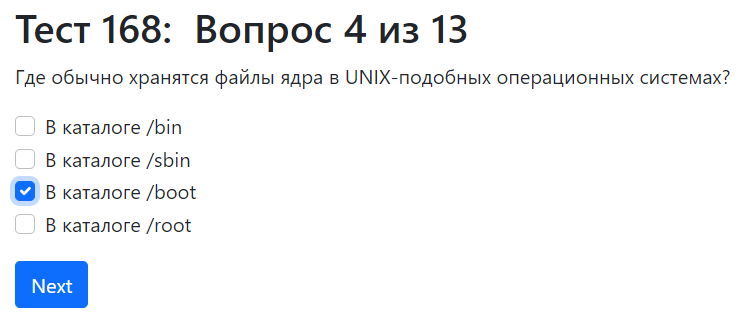 Тест 168: Вопрос 4 из 13
Где обычно хранятся файлы ядра в UNIX-подобных операционных системах?
В каталоге /bin
В каталоге /sbin
В каталоге /boot
В каталоге /root
Next